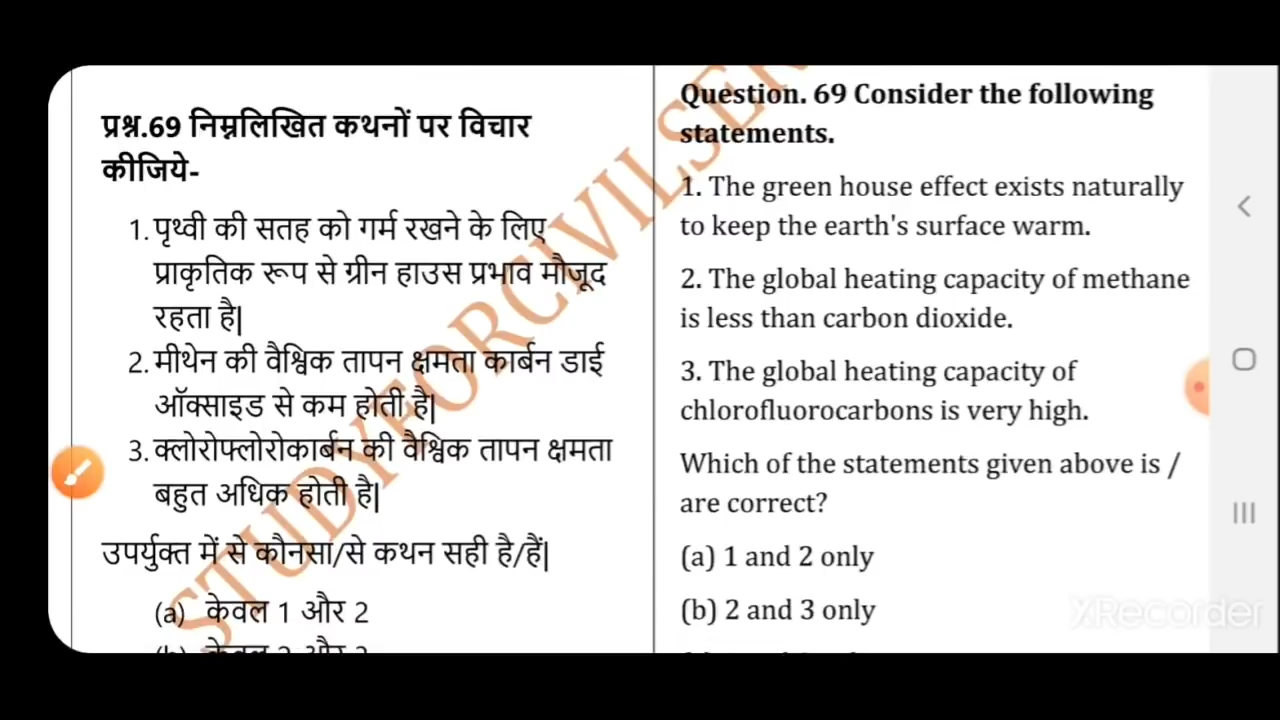 प्रश्न.69 निम्नलिखित कथनों पर विचार
कीजिये-
1. पृथ्वी की सतह को गर्म रखने के लिए
प्राकृतिक रूप से ग्रीन हाउस प्रभाव मौजूद
रहता है|
2. मीथेन की वैश्विक तापन क्षमता कार्बन डाई
ऑक्साइड से कम होती है|
3. क्लोरोफ्लोरोकार्बन की वैश्विक तापन क्षमता
बहुत अधिक होती है|
उपर्युक्त में से कौनसा/से कथन सही है/हैं|
(a) केवल 1 और 2
Question. 69 Consider the following
statements.
1. The green house effect exists naturally
to keep the earth's surface warm.
2. The global heating capacity of methane
is less than carbon dioxide.
3. The global heating capacity of
chlorofluorocarbons is very high.
Which of the statements given above is /
are correct?
(a) 1 and 2 only
(b) 2 and 3 only
STUDYFORCIVILSER
XRecorder